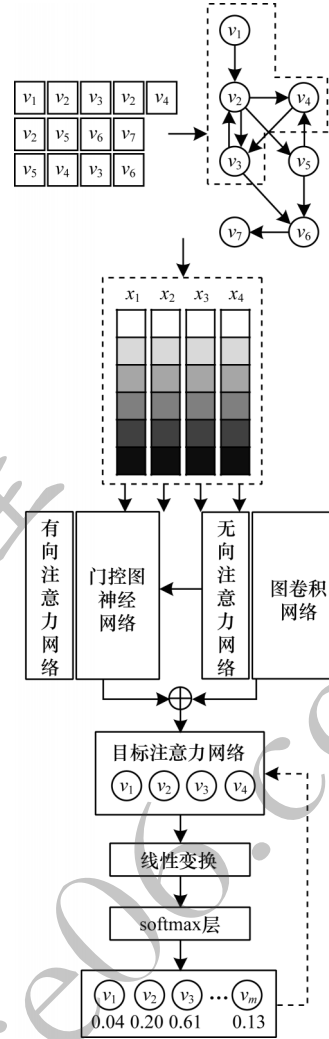 v1
v1 v2 v3 v2 v4
v2 v4
v2 v5 v6 v7
v5 v4 v3 v6
v3 v5
v7 v6
x1 x2 x3 x4
有向注意力网络
门控图
神经
网络
无向注意力网络
图卷积
网络
目标注意力网络
v1 v2 v3 v4
线性变换
softmax层
v1 v2 v3 … vm
0.04 0.20 0.61 0.13